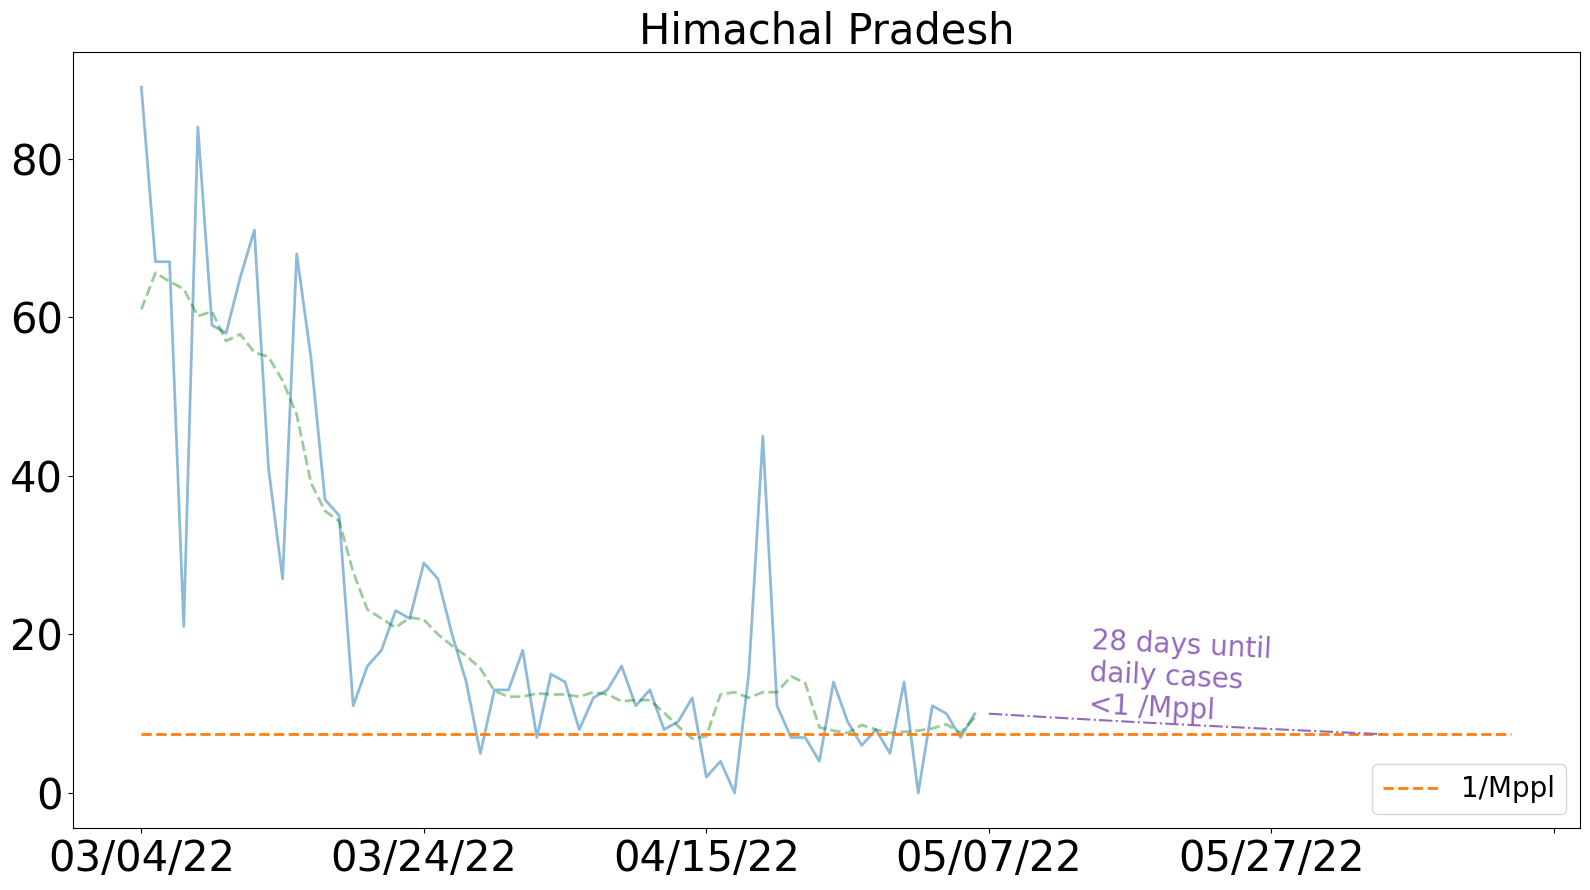 Himachal Pradesh
80
60
40
20
0
28 days until
daily cases
<1 /Mppl
1/Mppl
03/04/22
03/24/22
04/15/22
05/07/22
05/27/22